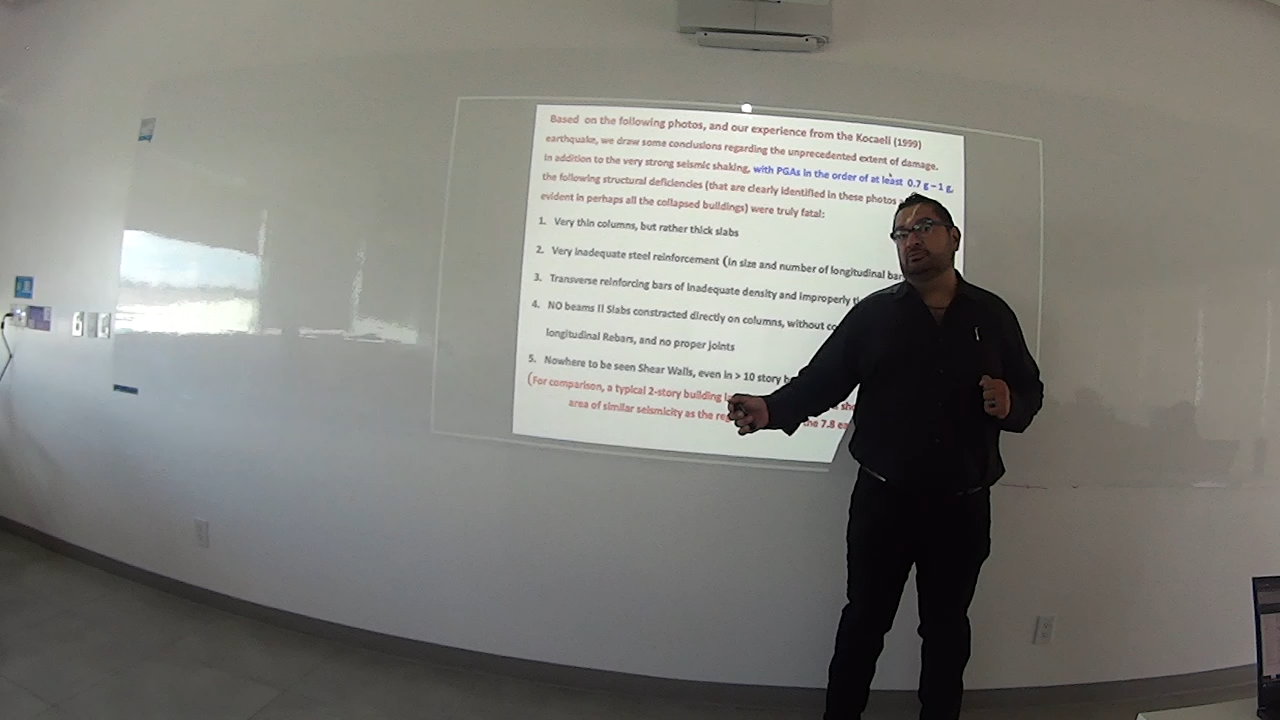 Based on the following photos, and our experience from the Kocaeli (1999)
earthquake, we draw some conclusions regarding the unprecedented extent of damage.
In addition to the very strong seismic shaking, with PGAs in the order of at least 0.7 g – 1 g,
the following structural deficiencies (that are clearly identified in these photos
evident in perhaps all the collapsed buildings) were truly fatal:
1. Very thin columns, but rather thick slabs
2. Very inadequate steel reinforcement (in size and number of longitudinal
3. Transverse reinforcing bars of inadequate density and improperly
4. NO beams !! Slabs constracted directly on columns, without
longitudinal Rebars, and no proper joints
5. Nowhere to be seen Shear Walls, even in > 10 story
(For comparison, a typical 2-story building
area of similar seismicity as the the 7.8